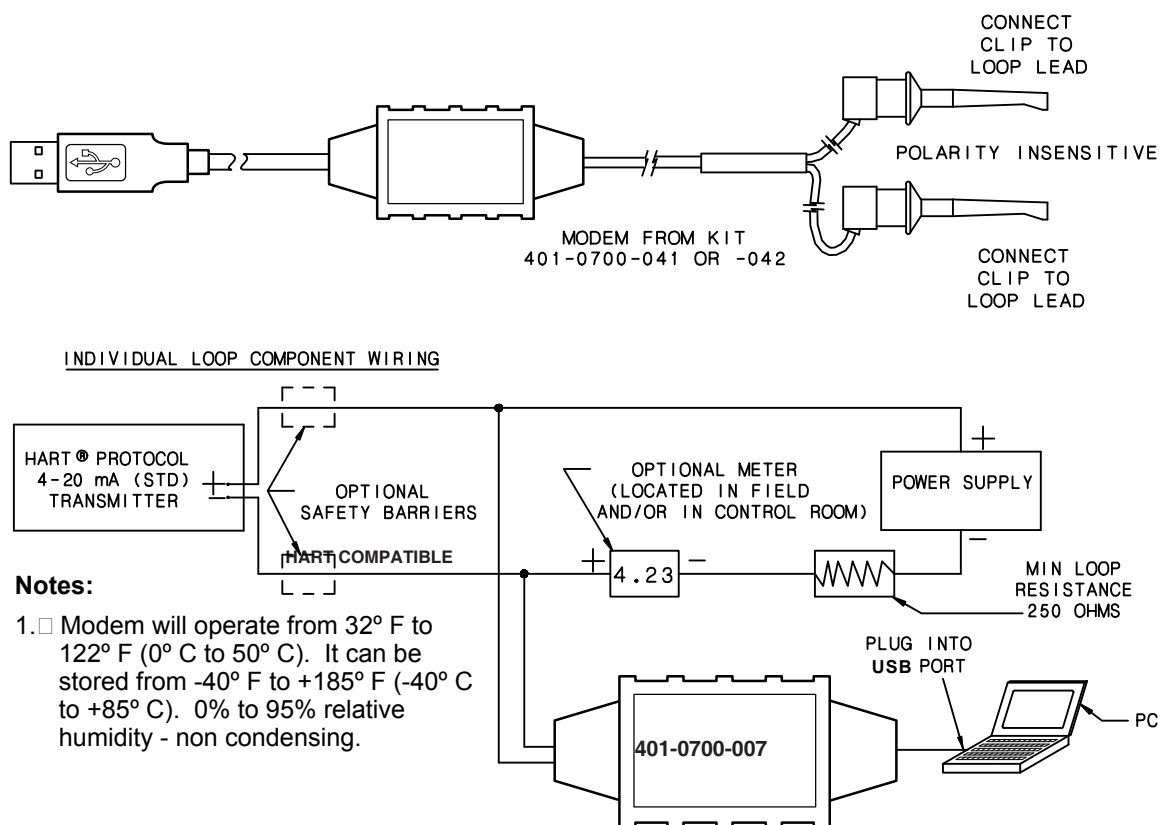 CONNECT
CLIP TO
LOOP LEAD
POLARITY INSENSITIVE
MODEM FROM KIT
401-0700-041 OR -042
CONNECT
CLIP TO
LOOP LEAD
INDIVIDUAL LOOP COMPONENT WIRING
HART ® PROTOCOL
4-20 mA (STD)
TRANSMITTER
+
-
OPTIONAL
SAFETY BARRIERS
HART COMPATIBLE
OPTIONAL METER
(LOCATED IN FIELD
AND/OR IN CONTROL ROOM)
+
4.23
-
+
POWER SUPPLY
-
MIN LOOP
RESISTANCE
250 OHMS
Notes:
1.□ Modem will operate from 32º F to
122º F (0º C to 50º C). It can be
stored from -40º F to +185º F (-40º C
to +85º C). 0% to 95% relative
humidity - non condensing.
PLUG INTO
USB PORT
401-0700-007
PC